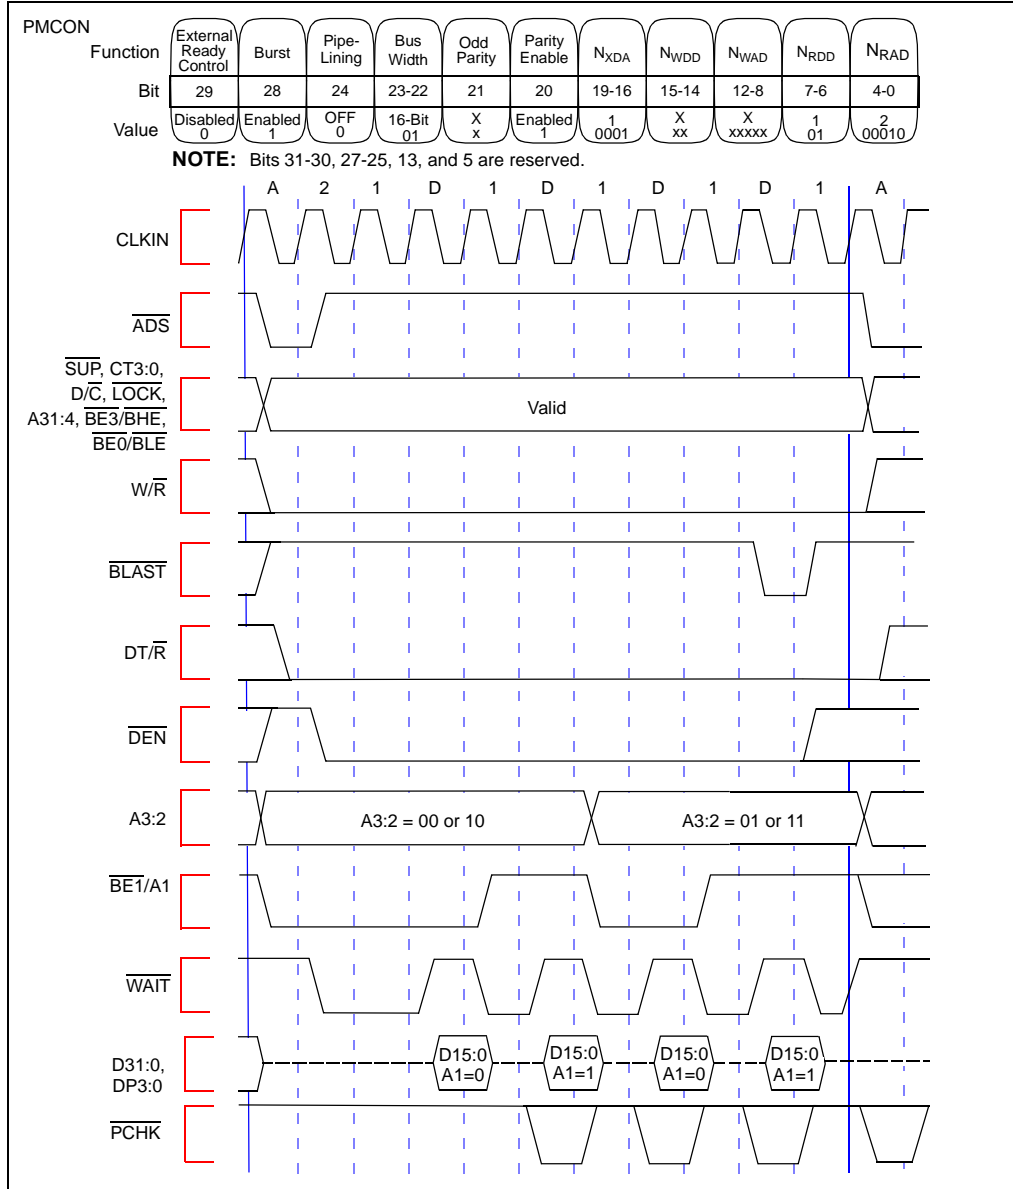 PMCON
Function External Ready Control Burst Pipe-Lining Bus Width Odd Parity Parity Enable NXDA NWDD NWAD NRDD NRAD
Bit 29 28 24 23-22 21 20 19-16 15-14 12-8 7-6 4-0
Value Disabled 0 Enabled 1 OFF 0 16-Bit 01 X x Enabled 1 1 0001 X xx X xxxxx 1 01 2 00010
NOTE: Bits 31-30, 27-25, 13, and 5 are reserved.
A 2 1 D 1 D 1 D 1 D 1 A
CLKIN
ADS
SUP, CT3:0,
D/C, LOCK,
A31:4, BE3/BHE,
BE0/BLE
Valid
W/R
BLAST
DT/R
DEN
A3:2 A3:2 = 00 or 10 A3:2 = 01 or 11
BE1/A1
WAIT
D31:0,
DP3:0
D15:0 D15:0 D15:0 D15:0
A1=0 A1=1 A1=0 A1=1
PCHK